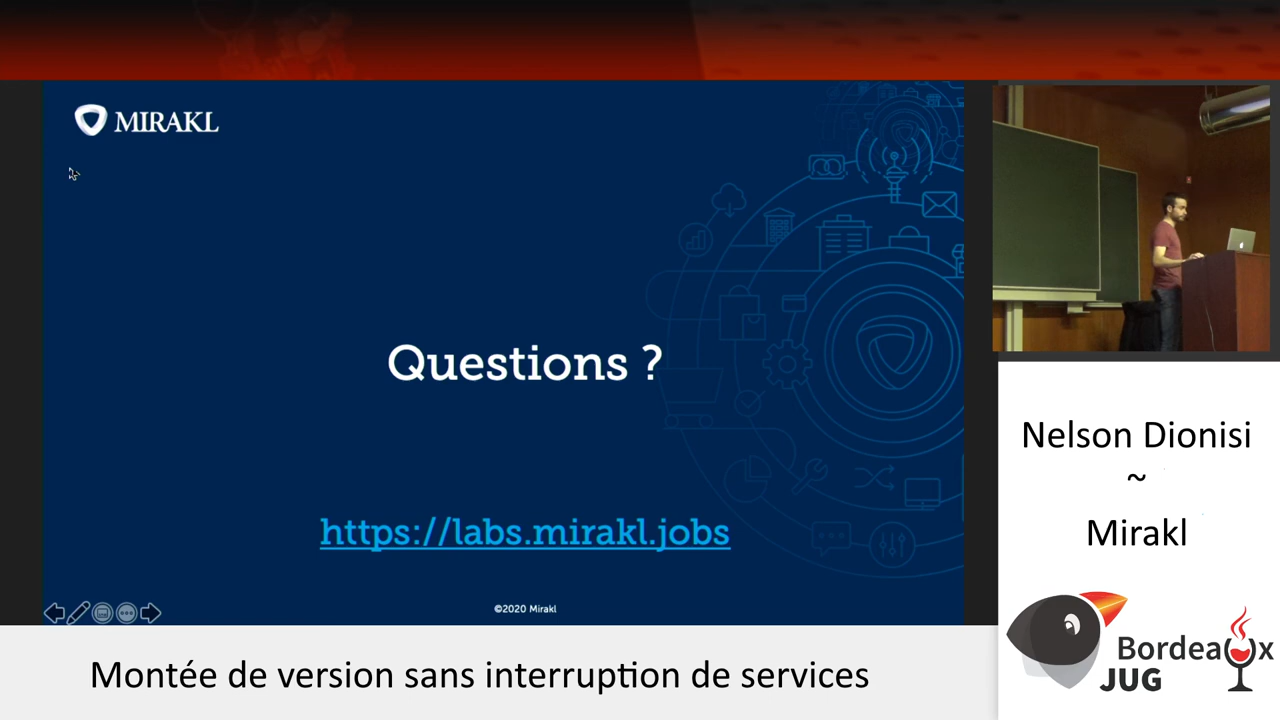 MIRAKL
Questions ?
https://labs.mirakl.jobs
©2020 Mirakl
Nelson Dionisi
~
Mirakl
Bordeaux
JUG
Montée de version sans interruption de services